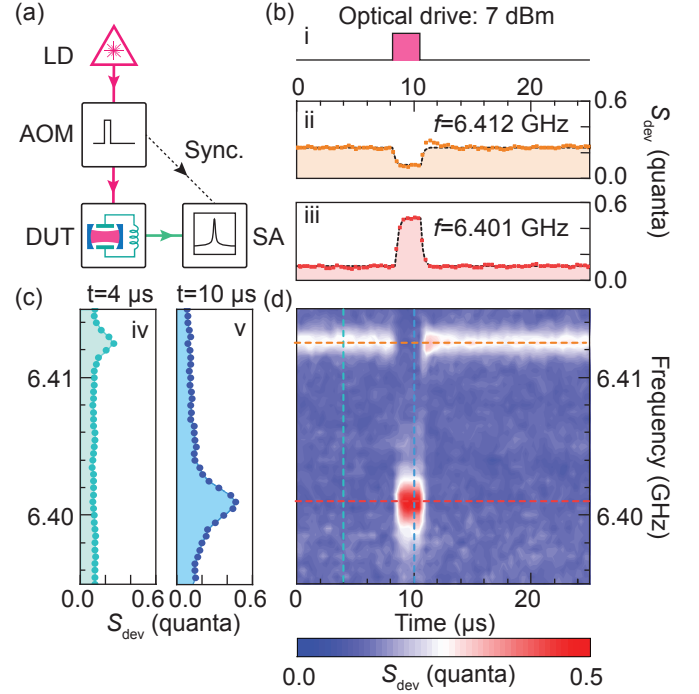 (a)
LD
AOM
Sync.
DUT
SA
(b)
Optical drive: 7 dBm
i
0
10
20
ii
f=6.412 GHz
0.6
0.0
iii
f=6.401 GHz
0.6
0.0
S_dev (quanta)
(c)
t=4 µs
t=10 µs
iv
v
6.41
6.40
0.0
0.6
0.0
0.6
S_dev (quanta)
(d)
6.41
6.40
Frequency (GHz)
0
10
20
Time (µs)
0.0
0.5
S_dev (quanta)